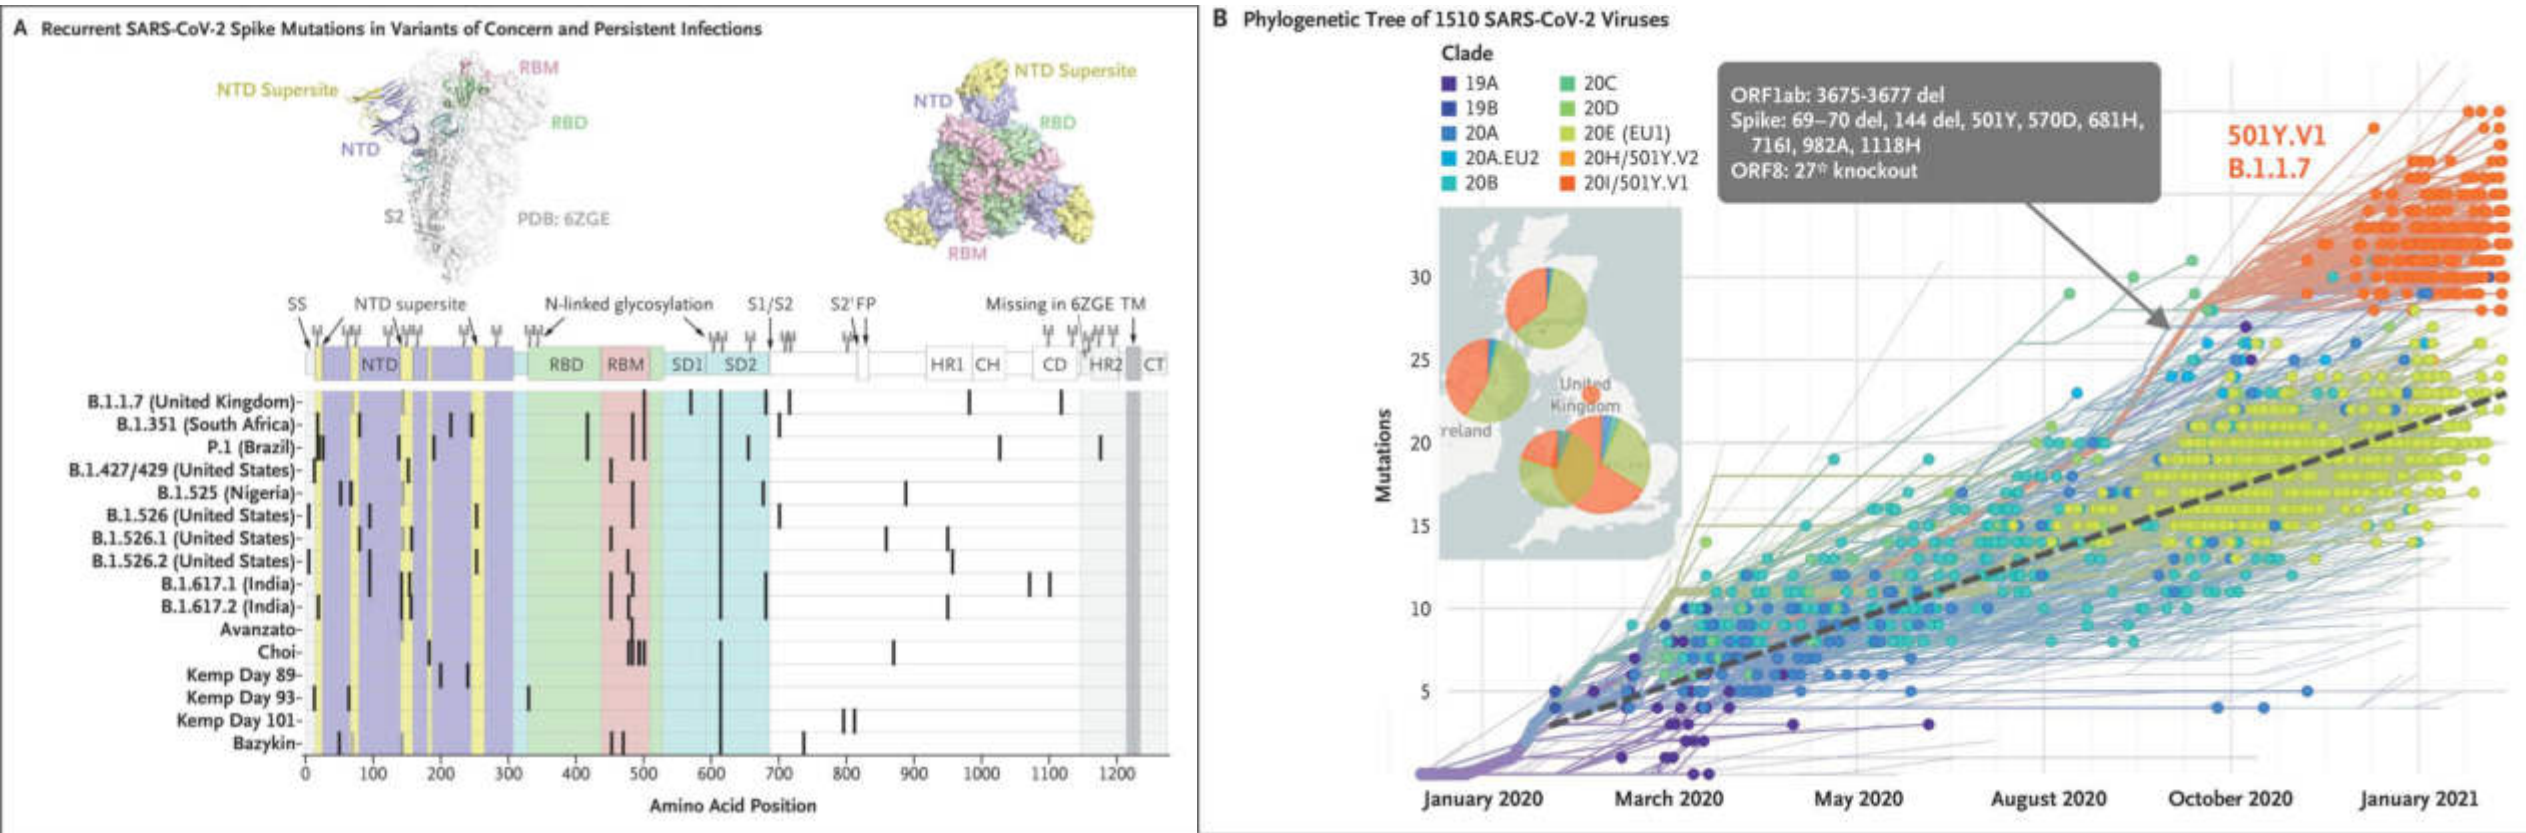 A Recurrent SARS-CoV-2 Spike Mutations in Variants of Concern and Persistent Infections
NTD Supersite
RBM
NTD
RBD
S2
PDB: 6ZGE
NTD Supersite
NTD
RBD
RBM
SS
NTD supersite
N-linked glycosylation
S1/S2
S2' FP
Missing in 6ZGE TM
NTD
RBD
RBM
SD1
SD2
HR1
CH
CD
HR2
CT
B.1.1.7 (United Kingdom)
B.1.351 (South Africa)
P.1 (Brazil)
B.1.427/429 (United States)
B.1.525 (Nigeria)
B.1.526 (United States)
B.1.526.1 (United States)
B.1.526.2 (United States)
B.1.617.1 (India)
B.1.617.2 (India)
Avanzato
Choi
Kemp Day 89
Kemp Day 93
Kemp Day 101
Bazykin
0 100 200 300 400 500 600 700 800 900 1000 1100 1200
Amino Acid Position
B Phylogenetic Tree of 1510 SARS-CoV-2 Viruses
Clade
19A
19B
20A
20A.EU2
20B
20C
20D
20E (EU1)
20H/501Y.V2
20I/501Y.V1
ORF1ab: 3675-3677 del
Spike: 69–70 del, 144 del, 501Y, 570D, 681H,
716I, 982A, 1118H
ORF8: 27* knockout
501Y.V1
B.1.1.7
United
Kingdom
reland
Mutations
30
25
20
15
10
5
January 2020 March 2020 May 2020 August 2020 October 2020 January 2021